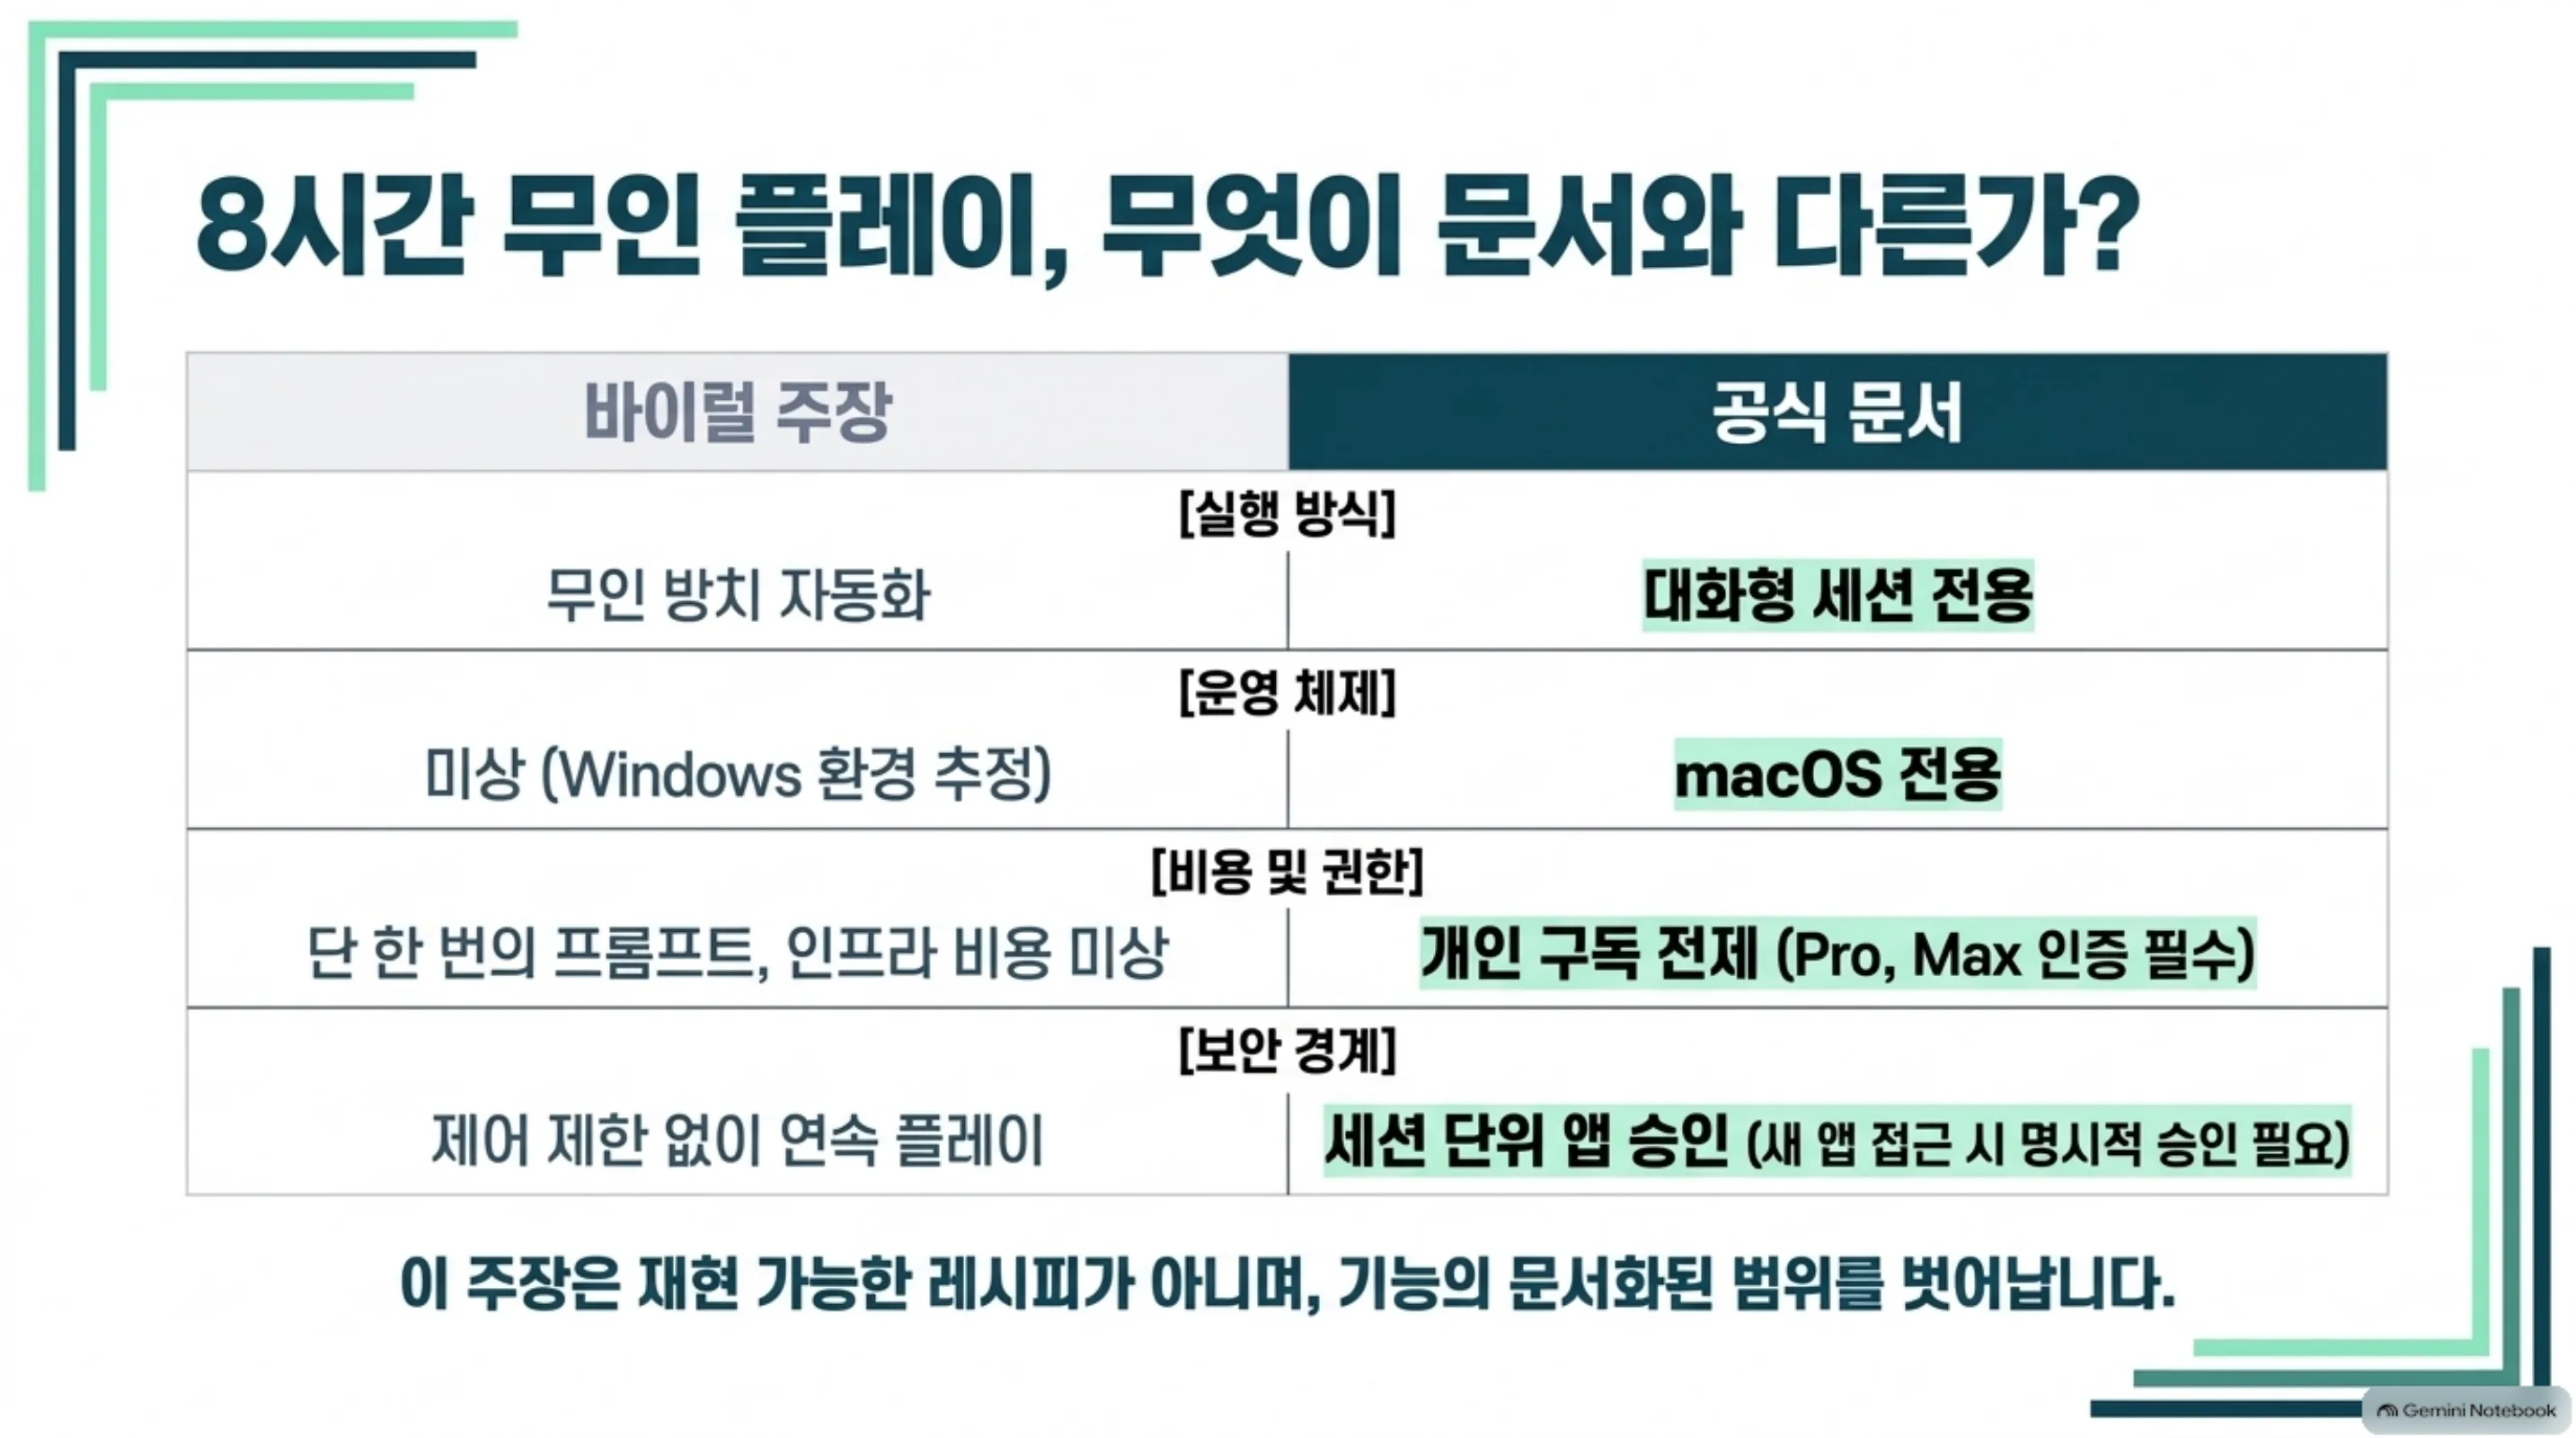 8시간 무인 플레이, 무엇이 문서와 다른가?
바이럴 주장
공식 문서
[실행 방식]
무인 방치 자동화
대화형 세션 전용
[운영 체제]
미상 (Windows 환경 추정)
macOS 전용
[비용 및 권한]
단 한 번의 프롬프트, 인프라 비용 미상
개인 구독 전제 (Pro, Max 인증 필수)
[보안 경계]
제어 제한 없이 연속 플레이
세션 단위 앱 승인 (새 앱 접근 시 명시적 승인 필요)
이 주장은 재현 가능한 레시피가 아니며, 기능의 문서화된 범위를 벗어납니다.
Gemini Notebook